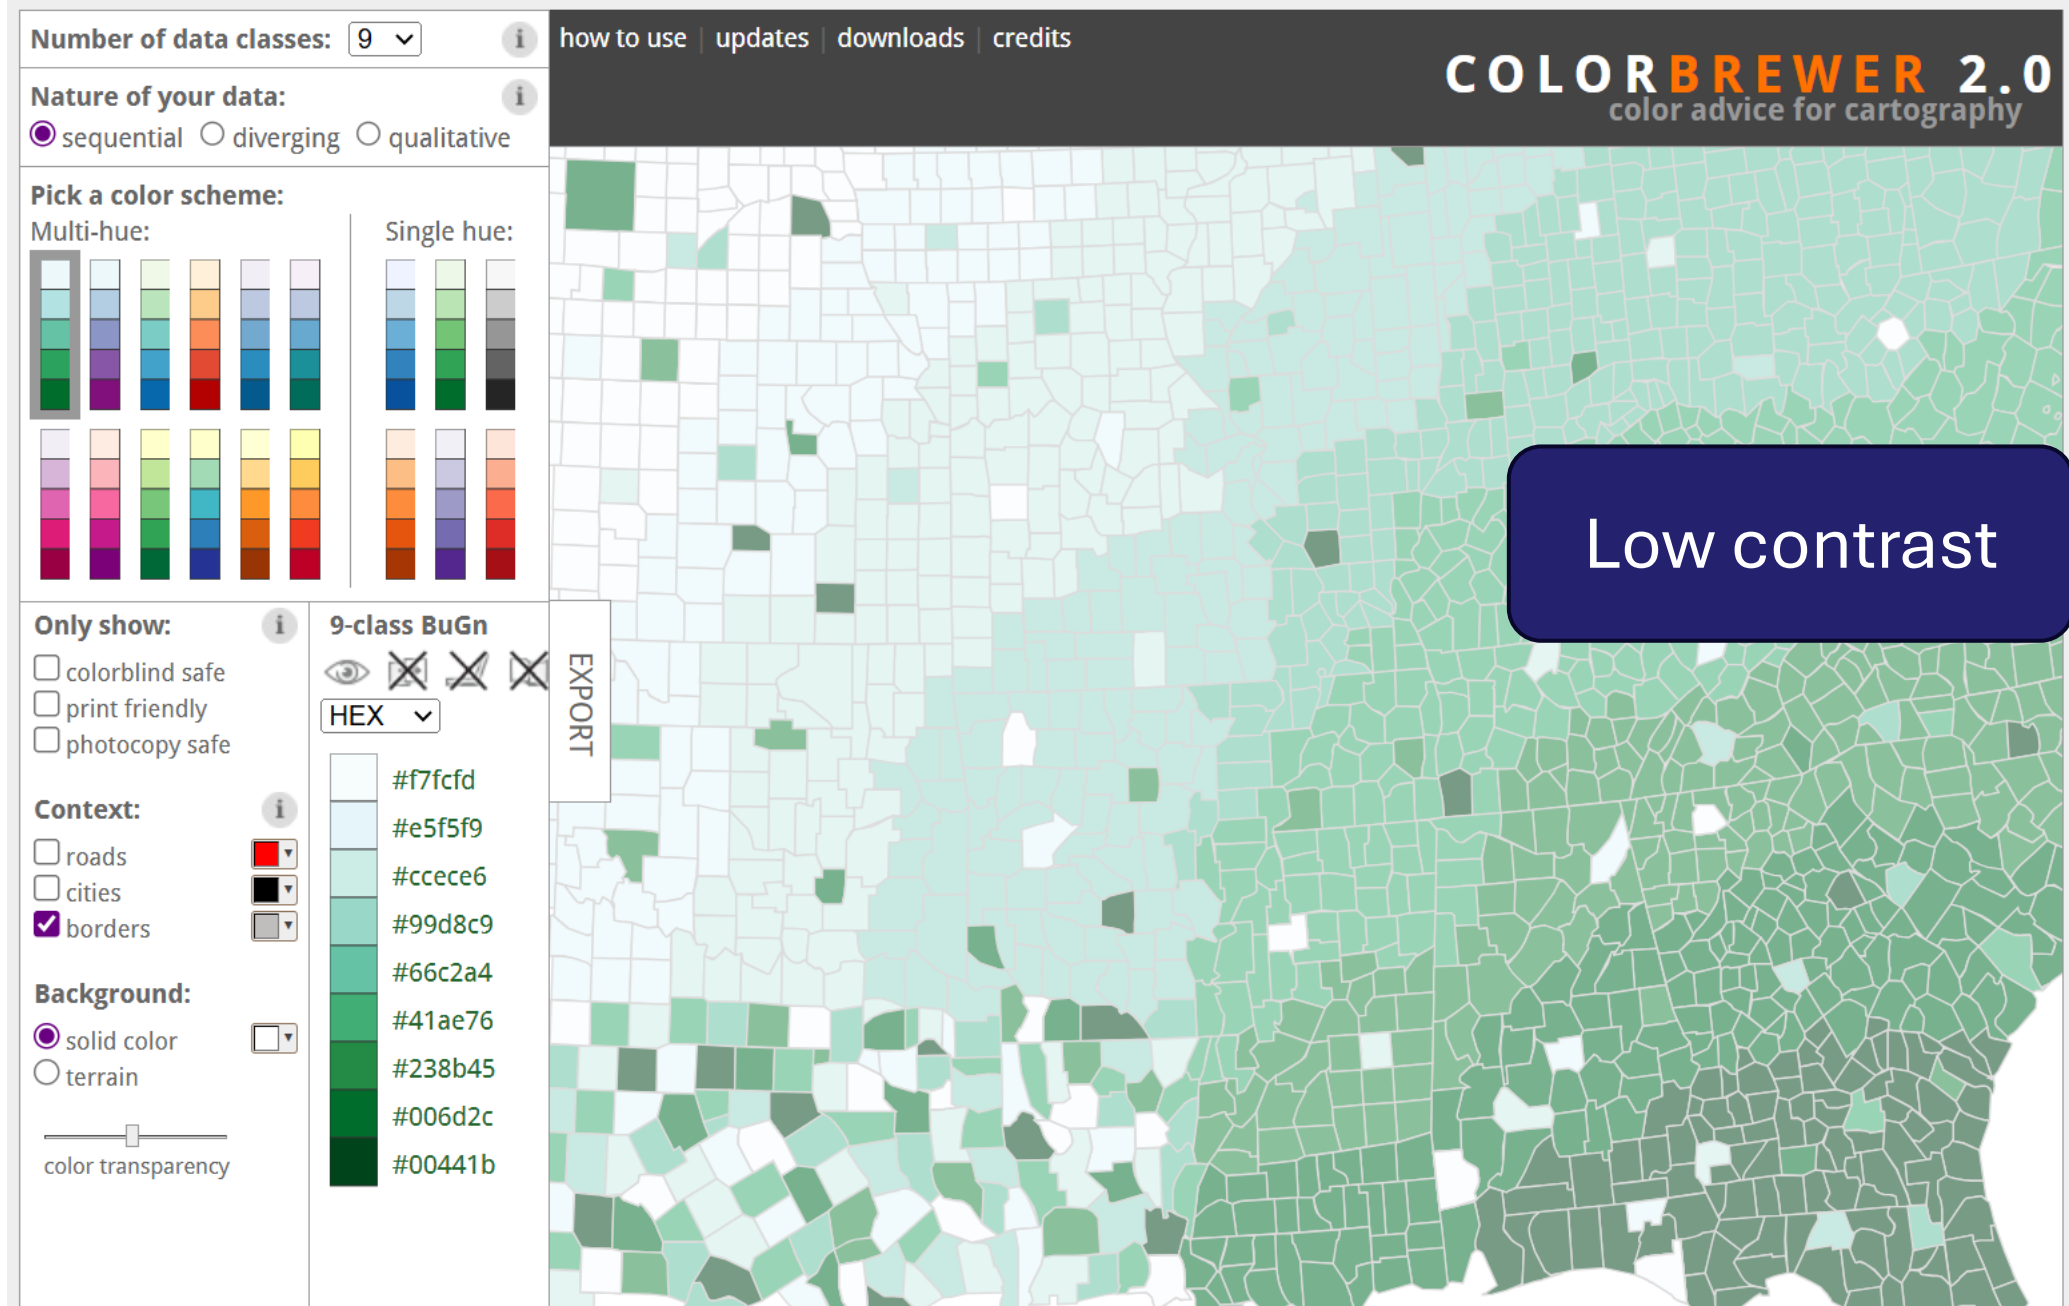 Number of data classes: 9 i
how to use | updates | downloads | credits
COLORBREWER 2.0
color advice for cartography
Nature of your data: i
sequential diverging qualitative
Pick a color scheme:
Multi-hue: Single hue:
Low contrast
Only show: i
colorblind safe
print friendly
photocopy safe
Context: i
roads
cities
borders
Background:
solid color
terrain
color transparency
9-class BuGn
HEX
#f7fcfd
#e5f5f9
#ccece6
#99d8c9
#66c2a4
#41ae76
#238b45
#006d2c
#00441b
EXPORT